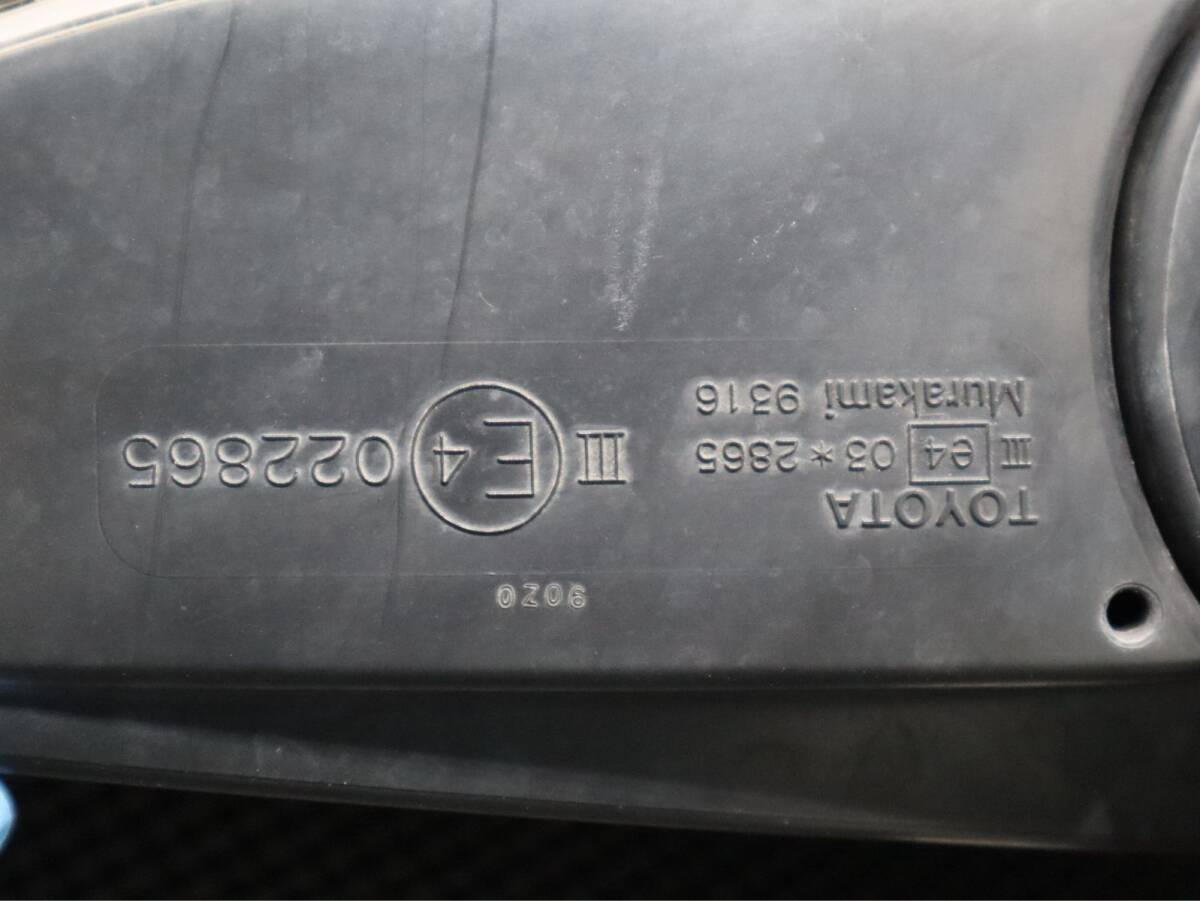 TOYOTA
III e4 03*2865
Murakami 9316
III E4 022865